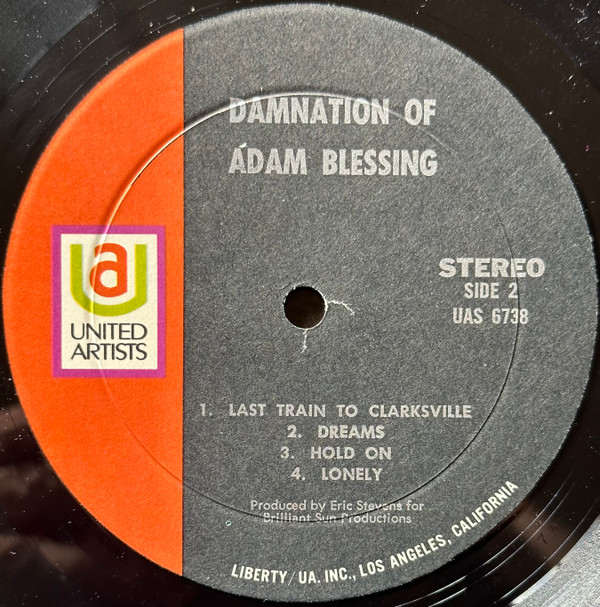 DAMNATION OF
ADAM BLESSING
STEREO
SIDE 2
UAS 6738
ua
UNITED
ARTISTS
1. LAST TRAIN TO CLARKSVILLE
2. DREAMS
3. HOLD ON
4. LONELY
Produced by Eric Stevens for
Brilliant Sun Productions
LIBERTY/UA. INC., LOS ANGELES, CALIFORNIA